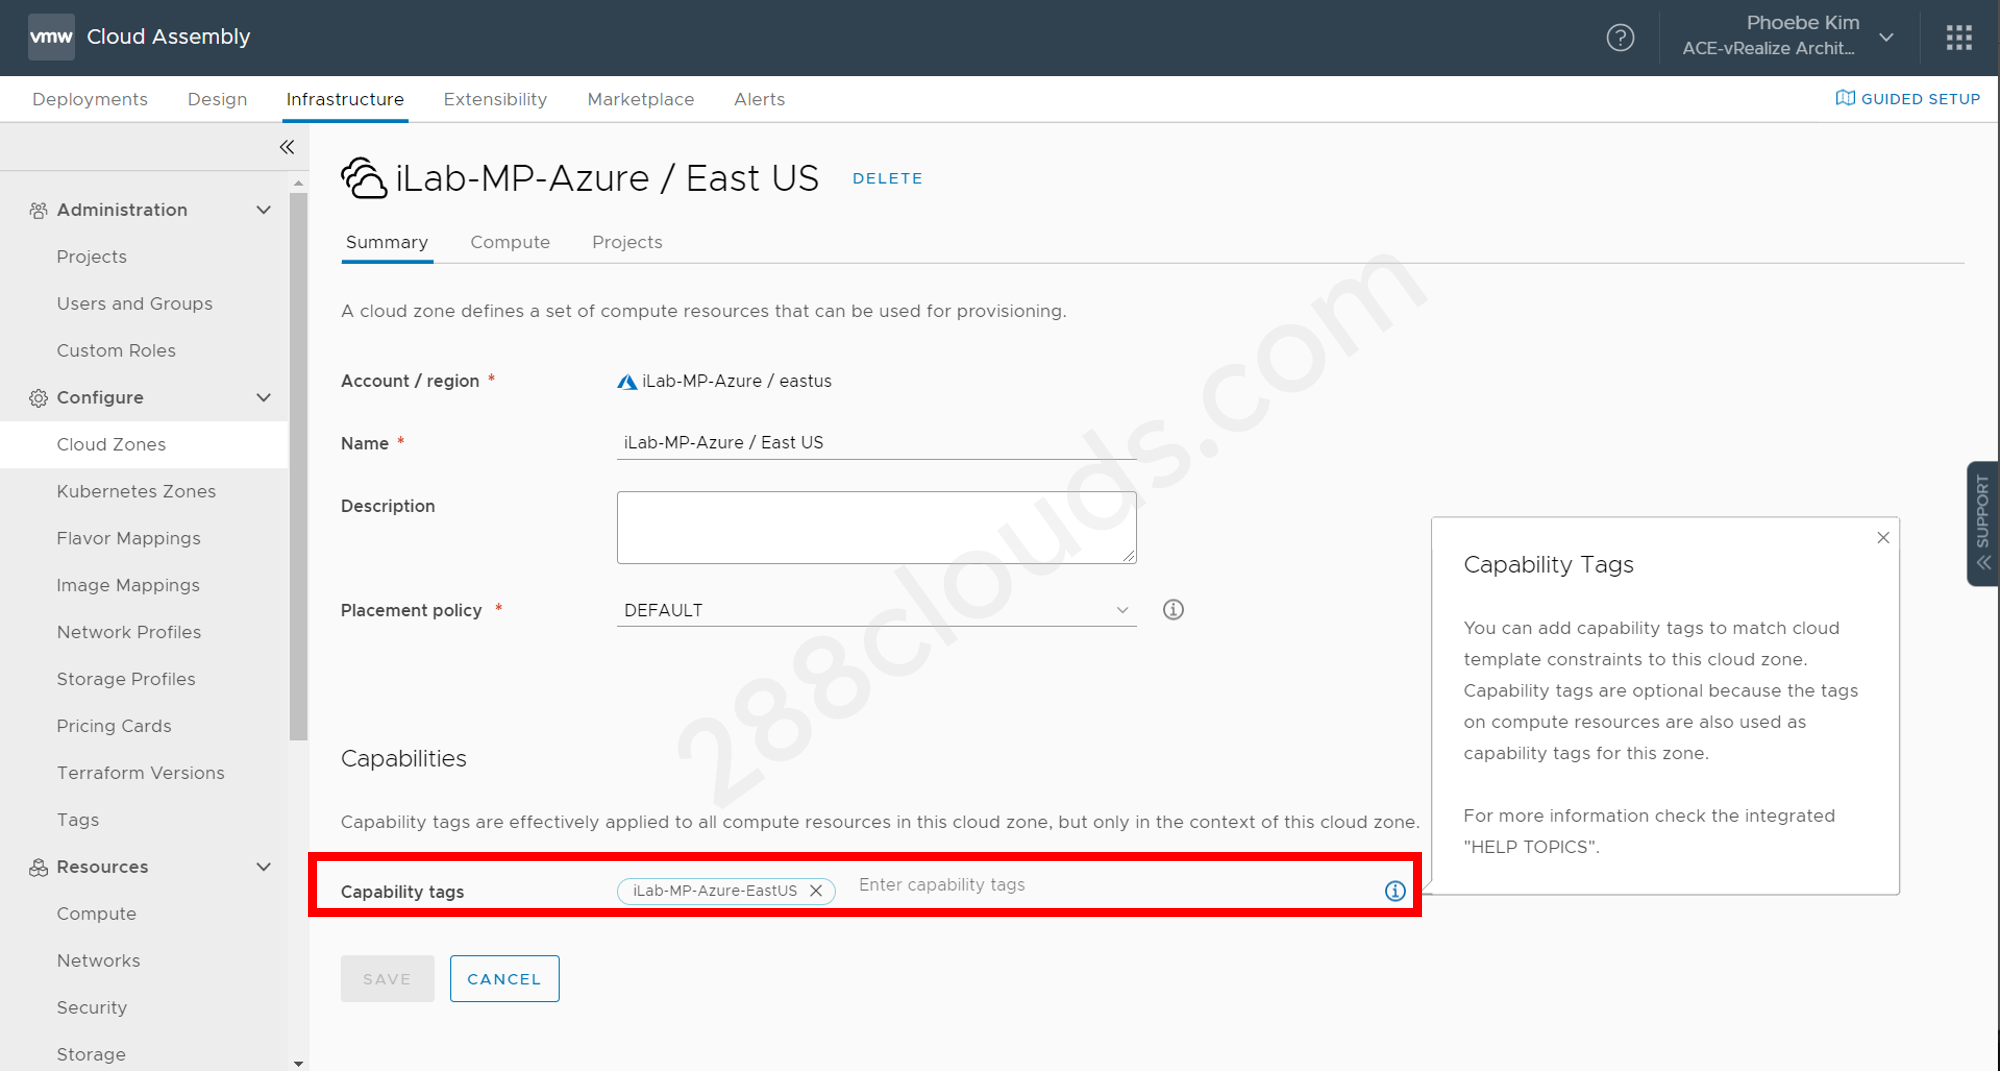 vmw Cloud Assembly
Phoebe Kim
ACE-vRealize Archit...
Deployments Design Infrastructure Extensibility Marketplace Alerts
GUIDED SETUP
Administration
Projects
Users and Groups
Custom Roles
Configure
Cloud Zones
Kubernetes Zones
Flavor Mappings
Image Mappings
Network Profiles
Storage Profiles
Pricing Cards
Terraform Versions
Tags
Resources
Compute
Networks
Security
Storage
iLab-MP-Azure / East US DELETE
Summary Compute Projects
A cloud zone defines a set of compute resources that can be used for provisioning.
Account / region * iLab-MP-Azure / eastus
Name * iLab-MP-Azure / East US
Description
Placement policy * DEFAULT
Capabilities
Capability tags are effectively applied to all compute resources in this cloud zone, but only in the context of this cloud zone.
Capability tags iLab-MP-Azure-EastUS Enter capability tags
SAVE CANCEL
Capability Tags
You can add capability tags to match cloud
template constraints to this cloud zone.
Capability tags are optional because the tags
on compute resources are also used as
capability tags for this zone.
For more information check the integrated
"HELP TOPICS".
SUPPORT
288clouds.com